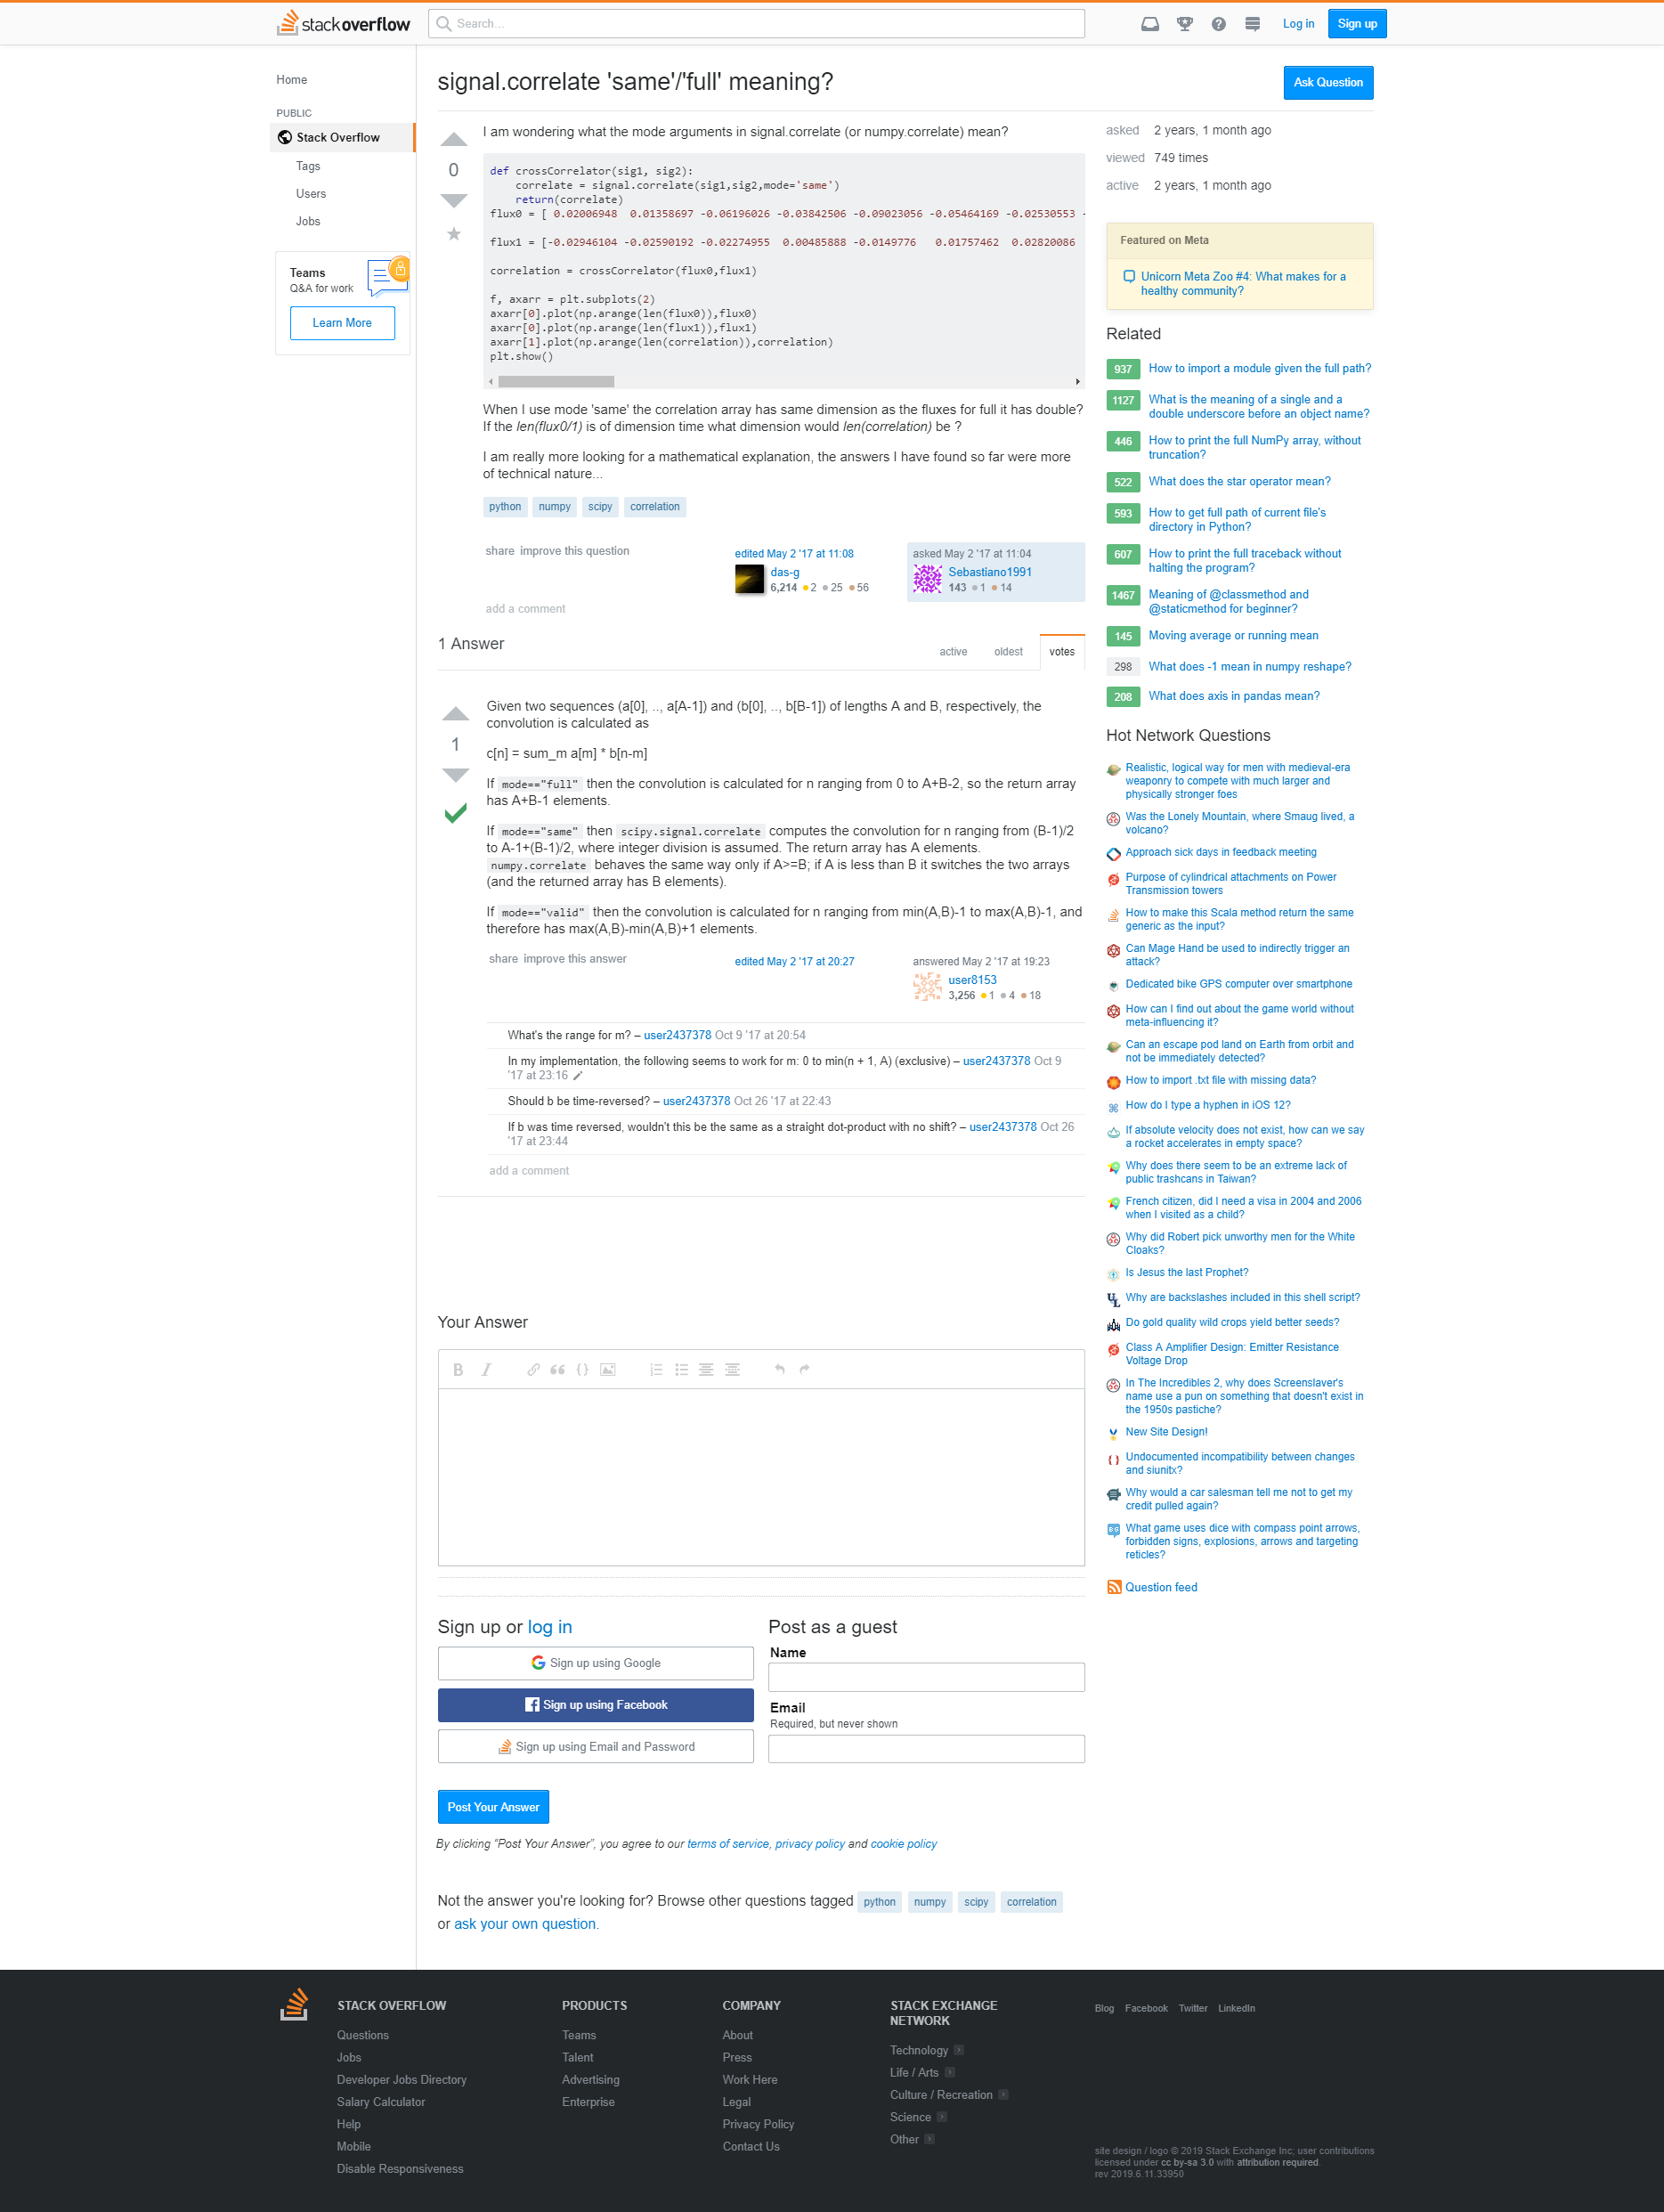 stackoverflow
Search...
Log in
Sign up
Home
PUBLIC
Stack Overflow
Tags
Users
Jobs
Teams
Q&A for work
Learn More
signal.correlate 'same'/'full' meaning?
Ask Question
I am wondering what the mode arguments in signal.correlate (or numpy.correlate) mean?
0
def crossCorrelator(sig1, sig2):
    correlate = signal.correlate(sig1,sig2,mode='same')
    return(correlate)
flux0 = [ 0.02006948  0.01358697 -0.06196026 -0.03842506 -0.09023056 -0.05464169 -0.02530553 -
flux1 = [-0.02946104 -0.02590192 -0.02274955  0.00485888 -0.0149776   0.01757462  0.02820086
correlation = crossCorrelator(flux0,flux1)
f, axarr = plt.subplots(2)
axarr[0].plot(np.arange(len(flux0)),flux0)
axarr[0].plot(np.arange(len(flux1)),flux1)
axarr[1].plot(np.arange(len(correlation)),correlation)
plt.show()
When I use mode 'same' the correlation array has same dimension as the fluxes for full it has double?
If the len(flux0/1) is of dimension time what dimension would len(correlation) be ?
I am really more looking for a mathematical explanation, the answers I have found so far were more
of technical nature...
python numpy scipy correlation
share improve this question
edited May 2 '17 at 11:08
das-g
6,214 2 25 56
asked May 2 '17 at 11:04
Sebastiano1991
143 1 14
add a comment
1 Answer
active oldest votes
Given two sequences (a[0], .., a[A-1]) and (b[0], .., b[B-1]) of lengths A and B, respectively, the
convolution is calculated as
1
c[n] = sum_m a[m] * b[n-m]
If mode=="full" then the convolution is calculated for n ranging from 0 to A+B-2, so the return array
has A+B-1 elements.
If mode=="same" then scipy.signal.correlate computes the convolution for n ranging from (B-1)/2
to A-1+(B-1)/2, where integer division is assumed. The return array has A elements.
numpy.correlate behaves the same way only if A>=B; if A is less than B it switches the two arrays
(and the returned array has B elements).
If mode=="valid" then the convolution is calculated for n ranging from min(A,B)-1 to max(A,B)-1, and
therefore has max(A,B)-min(A,B)+1 elements.
share improve this answer
edited May 2 '17 at 20:27
answered May 2 '17 at 19:23
user8153
3,256 1 4 18
What's the range for m? – user2437378 Oct 9 '17 at 20:54
In my implementation, the following seems to work for m: 0 to min(n + 1, A) (exclusive) – user2437378 Oct 9
'17 at 23:16
Should b be time-reversed? – user2437378 Oct 26 '17 at 22:43
If b was time reversed, wouldn't this be the same as a straight dot-product with no shift? – user2437378 Oct 26
'17 at 23:44
add a comment
Your Answer
Sign up or log in
Sign up using Google
Sign up using Facebook
Sign up using Email and Password
Post as a guest
Name
Email
Required, but never shown
Post Your Answer
By clicking “Post Your Answer”, you agree to our terms of service, privacy policy and cookie policy
Not the answer you're looking for? Browse other questions tagged python numpy scipy correlation
or ask your own question.
asked 2 years, 1 month ago
viewed 749 times
active 2 years, 1 month ago
Featured on Meta
Unicorn Meta Zoo #4: What makes for a
healthy community?
Related
937 How to import a module given the full path?
1127 What is the meaning of a single and a
double underscore before an object name?
446 How to print the full NumPy array, without
truncation?
522 What does the star operator mean?
593 How to get full path of current file's
directory in Python?
607 How to print the full traceback without
halting the program?
1467 Meaning of @classmethod and
@staticmethod for beginner?
145 Moving average or running mean
298 What does -1 mean in numpy reshape?
208 What does axis in pandas mean?
Hot Network Questions
Realistic, logical way for men with medieval-era
weaponry to compete with much larger and
physically stronger foes
Was the Lonely Mountain, where Smaug lived, a
volcano?
Approach sick days in feedback meeting
Purpose of cylindrical attachments on Power
Transmission towers
How to make this Scala method return the same
generic as the input?
Can Mage Hand be used to indirectly trigger an
attack?
Dedicated bike GPS computer over smartphone
How can I find out about the game world without
meta-influencing it?
Can an escape pod land on Earth from orbit and
not be immediately detected?
How to import .txt file with missing data?
How do I type a hyphen in iOS 12?
If absolute velocity does not exist, how can we say
a rocket accelerates in empty space?
Why does there seem to be an extreme lack of
public trashcans in Taiwan?
French citizen, did I need a visa in 2004 and 2006
when I visited as a child?
Why did Robert pick unworthy men for the White
Cloaks?
Is Jesus the last Prophet?
Why are backslashes included in this shell script?
Do gold quality wild crops yield better seeds?
Class A Amplifier Design: Emitter Resistance
Voltage Drop
In The Incredibles 2, why does Screenslaver's
name use a pun on something that doesn't exist in
the 1950s pastiche?
New Site Design!
Undocumented incompatibility between changes
and siunitx?
Why would a car salesman tell me not to get my
credit pulled again?
What game uses dice with compass point arrows,
forbidden signs, explosions, arrows and targeting
reticles?
Question feed
STACK OVERFLOW
Questions
Jobs
Developer Jobs Directory
Salary Calculator
Help
Mobile
Disable Responsiveness
PRODUCTS
Teams
Talent
Advertising
Enterprise
COMPANY
About
Press
Work Here
Legal
Privacy Policy
Contact Us
STACK EXCHANGE
NETWORK
Technology
Life / Arts
Culture / Recreation
Science
Other
Blog Facebook Twitter LinkedIn
site design / logo © 2019 Stack Exchange Inc; user contributions
licensed under cc by-sa 3.0 with attribution required.
rev 2019.6.11.33950